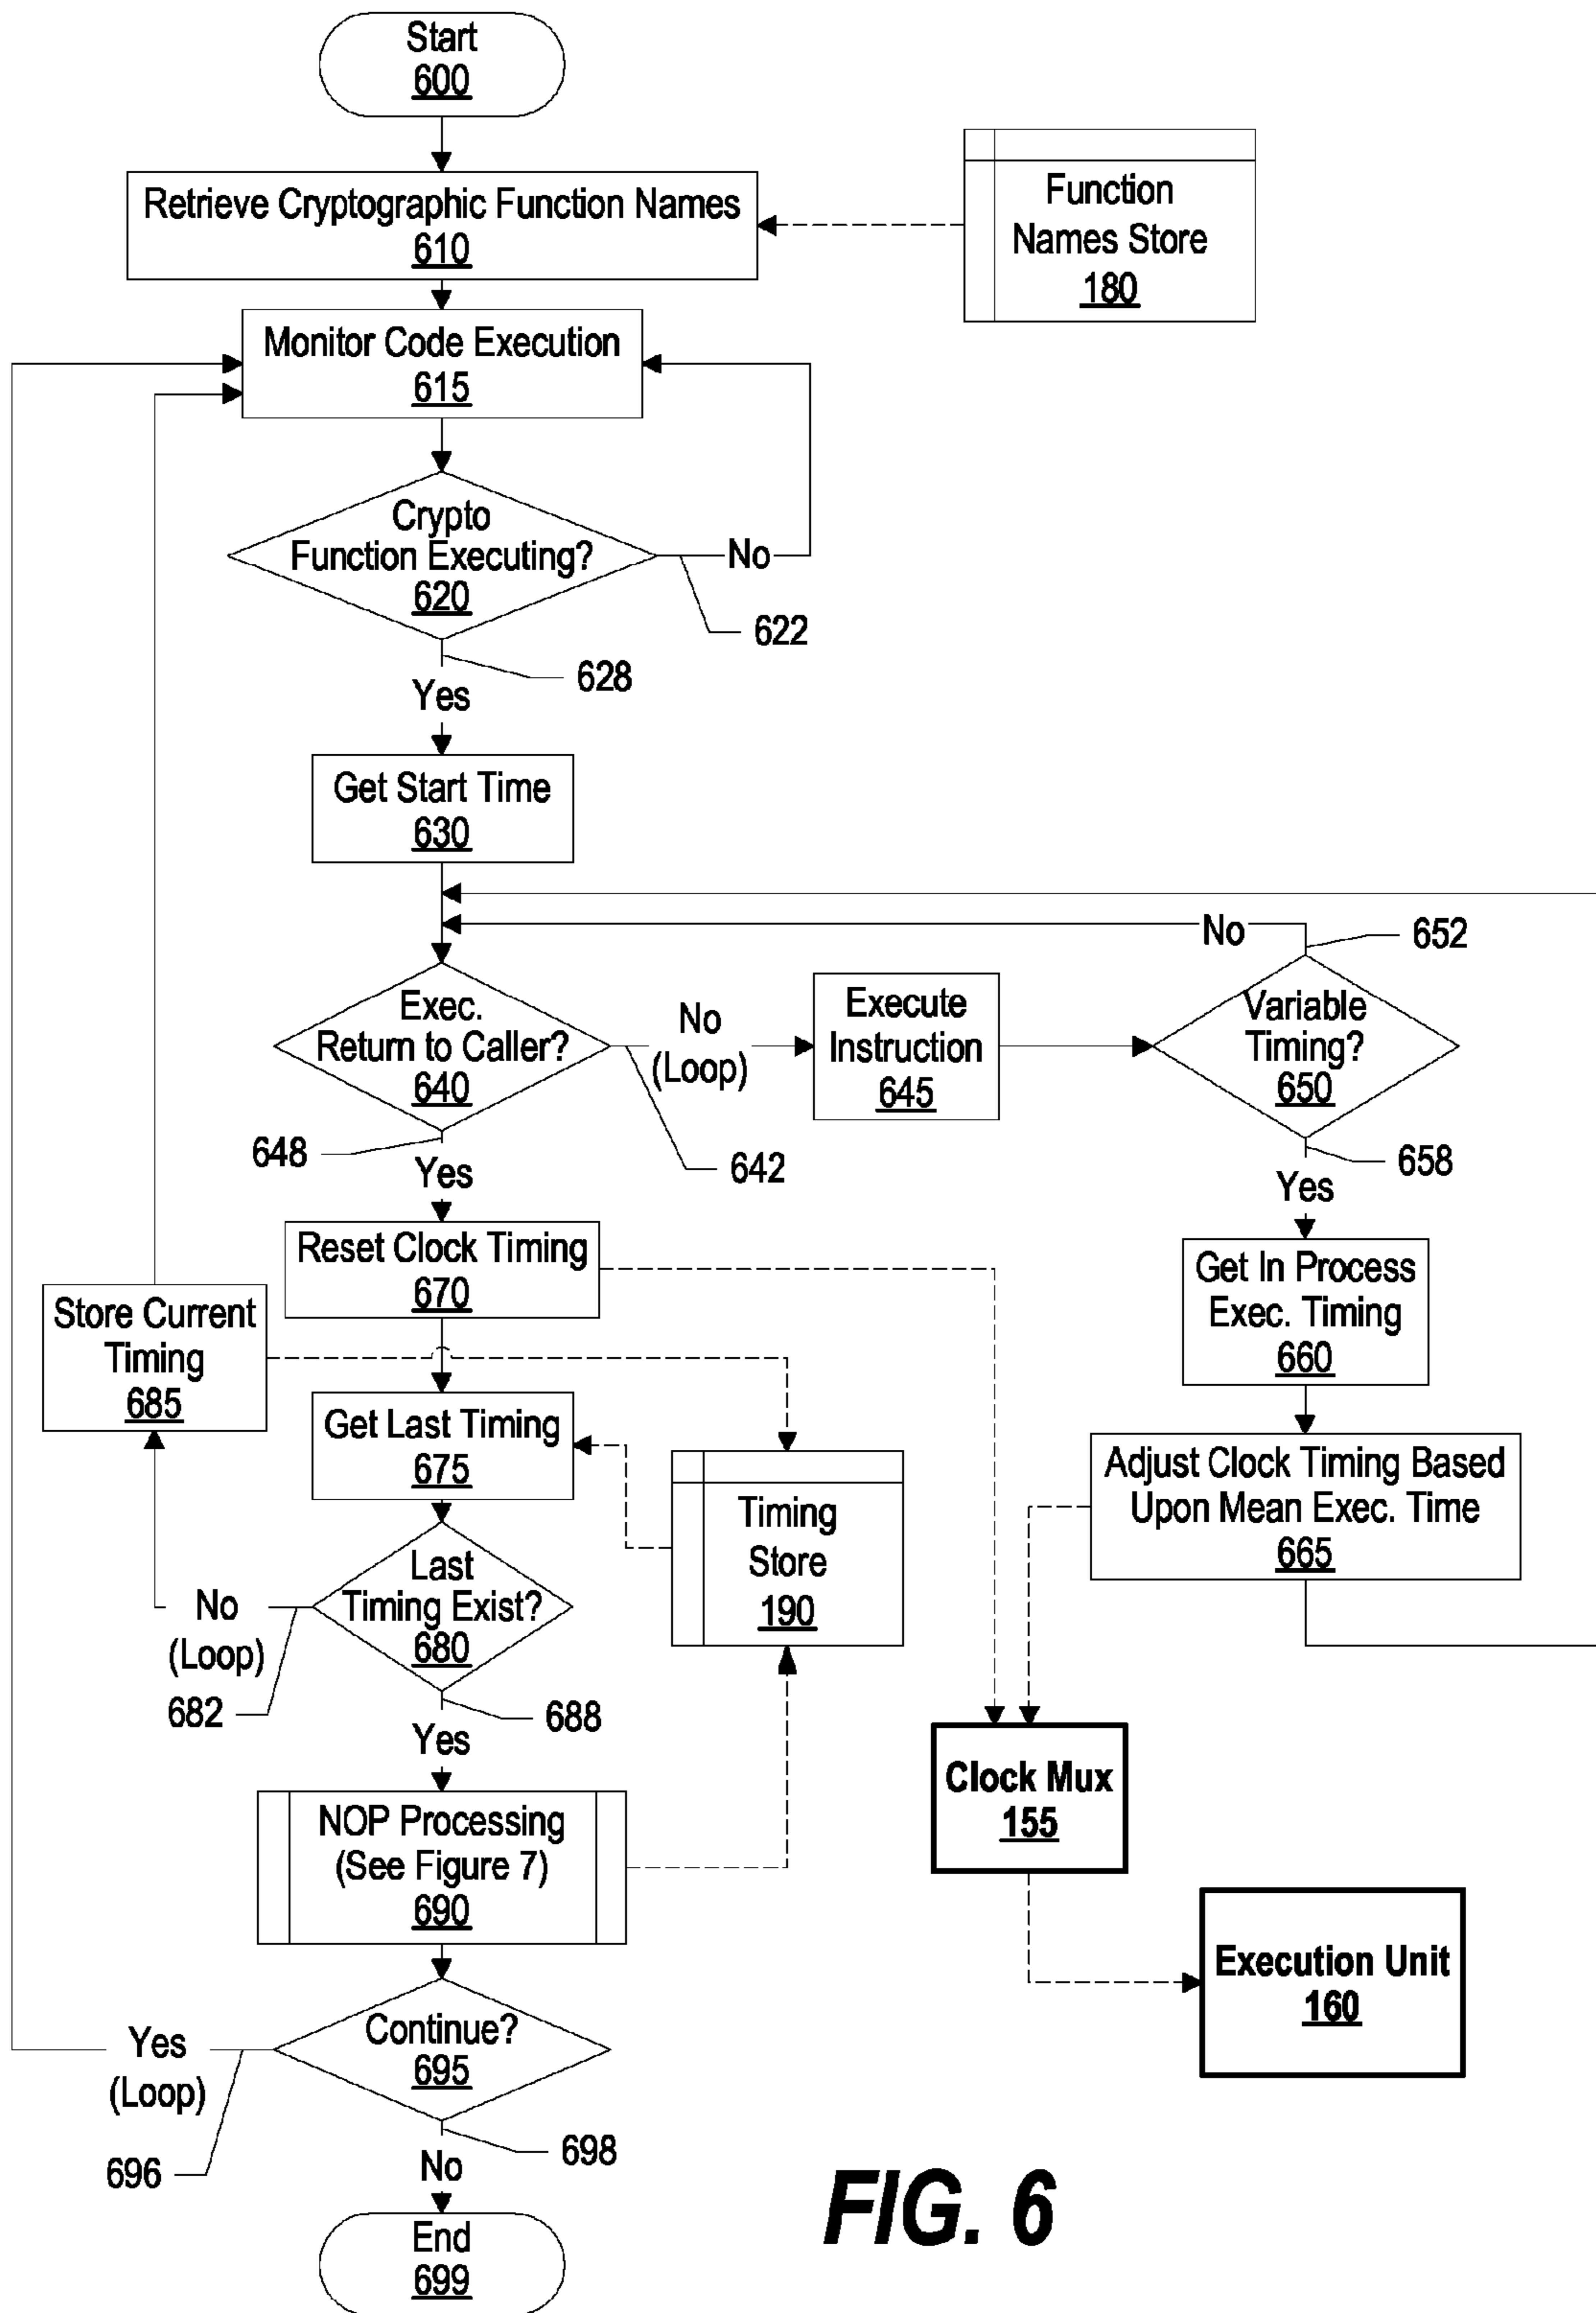 Start
600
Retrieve Cryptographic Function Names
610
Function
Names Store
180
Monitor Code Execution
615
Crypto
Function Executing?
620
No
622
628
Yes
Get Start Time
630
No
652
Exec.
Return to Caller?
640
No
(Loop)
642
Execute
Instruction
645
Variable
Timing?
650
648
Yes
658
Yes
Reset Clock Timing
670
Get In Process
Exec. Timing
660
Store Current
Timing
685
Get Last Timing
675
Adjust Clock Timing Based
Upon Mean Exec. Time
665
Timing
Store
190
Last
Timing Exist?
680
No
(Loop)
682
688
Yes
Clock Mux
155
NOP Processing
(See Figure 7)
690
Execution Unit
160
Continue?
695
Yes
(Loop)
696
698
No
End
699
FIG. 6